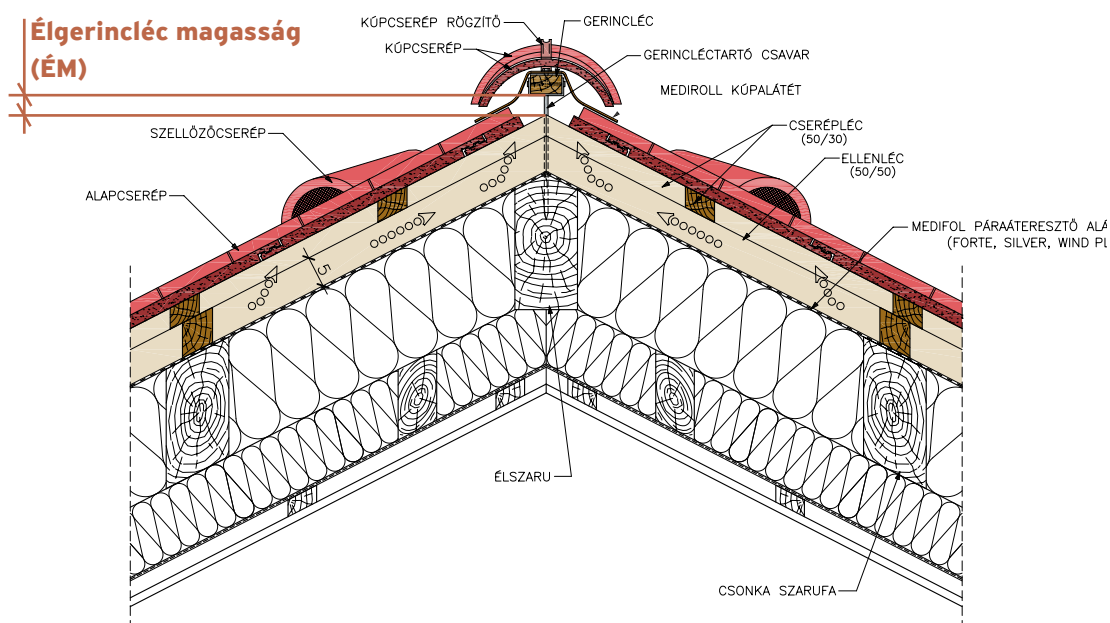 Élgerincléc magasság
(ÉM)
KÚPCSERÉP RÖGZÍTŐ
GERINCLÉC
KÚPCSERÉP
GERINCLÉCTARTÓ CSAVAR
MEDIROLL KÚPALÁTÉT
SZELLŐZŐCSERÉP
CSERÉPLÉC
(50/30)
ELLENLÉC
(50/50)
ALAPCSERÉP
MEDIFOL PÁRAÁTERESZTŐ ALÁ
(FORTE, SILVER, WIND PL
5
ÉLSZARU
CSONKA SZARUFA